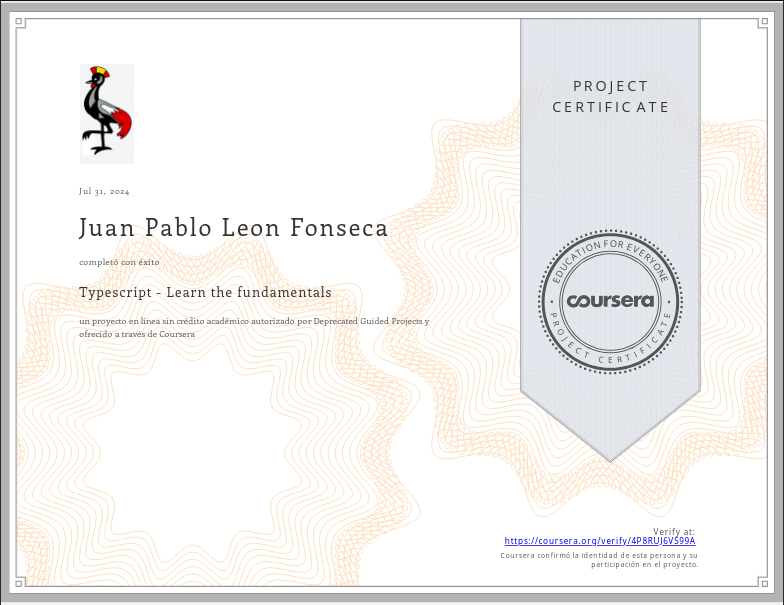 PROJECT
CERTIFICATE
Jul 31, 2024
Juan Pablo Leon Fonseca
completó con éxito
Typescript - Learn the fundamentals
un proyecto en línea sin crédito académico autorizado por Deprecated Guided Projects y
ofrecido a través de Coursera
EDUCATION FOR EVERYONE
coursera
PROJECT CERTIFICATE
Verify at:
https://coursera.org/verify/4P8RUJ6VS99A
Coursera confirmó la identidad de esta persona y su
participación en el proyecto.